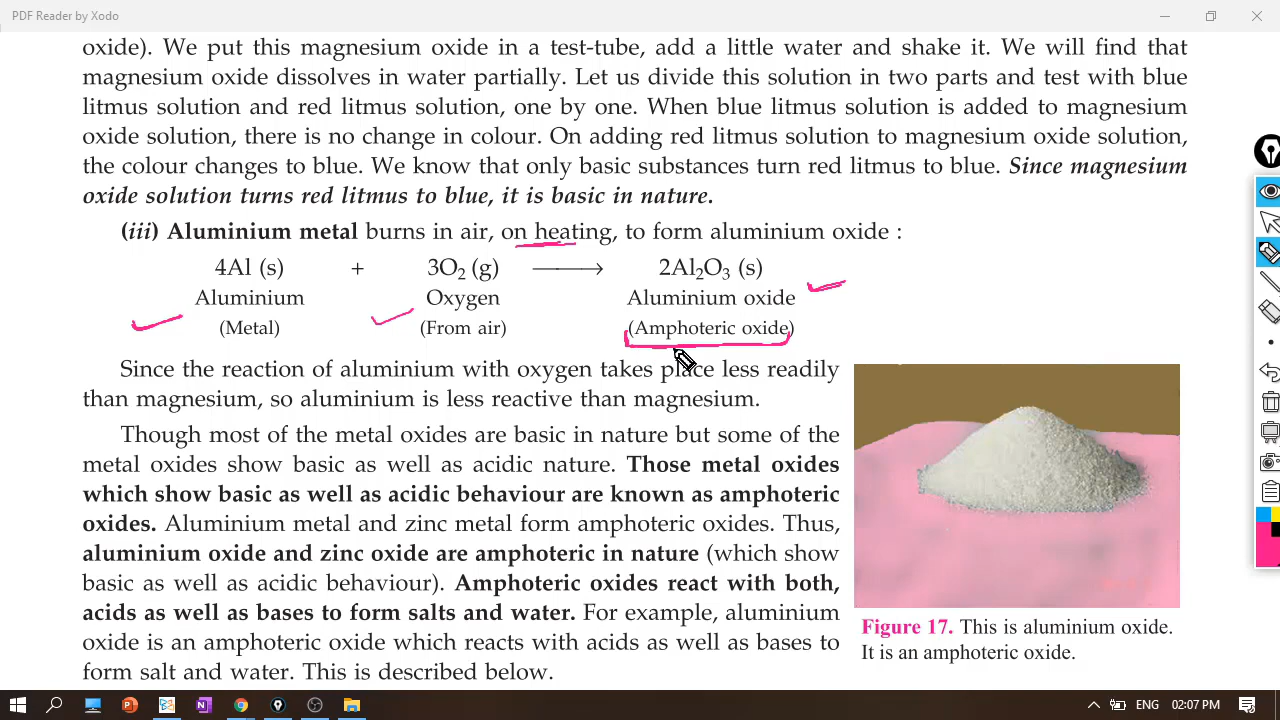 PDF Reader by Xodo
oxide). We put this magnesium oxide in a test-tube, add a little water and shake it. We will find that
magnesium oxide dissolves in water partially. Let us divide this solution in two parts and test with blue
litmus solution and red litmus solution, one by one. When blue litmus solution is added to magnesium
oxide solution, there is no change in colour. On adding red litmus solution to magnesium oxide solution,
the colour changes to blue. We know that only basic substances turn red litmus to blue. Since magnesium
oxide solution turns red litmus to blue, it is basic in nature.
(iii) Aluminium metal burns in air, on heating, to form aluminium oxide :
4Al (s) + 3O₂ (g) ⟶ 2Al₂O₃ (s)
Aluminium Oxygen Aluminium oxide
(Metal) (From air) (Amphoteric oxide)
Since the reaction of aluminium with oxygen takes place less readily
than magnesium, so aluminium is less reactive than magnesium.
Though most of the metal oxides are basic in nature but some of the
metal oxides show basic as well as acidic nature. Those metal oxides
which show basic as well as acidic behaviour are known as amphoteric
oxides. Aluminium metal and zinc metal form amphoteric oxides. Thus,
aluminium oxide and zinc oxide are amphoteric in nature (which show
basic as well as acidic behaviour). Amphoteric oxides react with both,
acids as well as bases to form salts and water. For example, aluminium
oxide is an amphoteric oxide which reacts with acids as well as bases to
form salt and water. This is described below.
Figure 17. This is aluminium oxide.
It is an amphoteric oxide.
ENG 02:07 PM